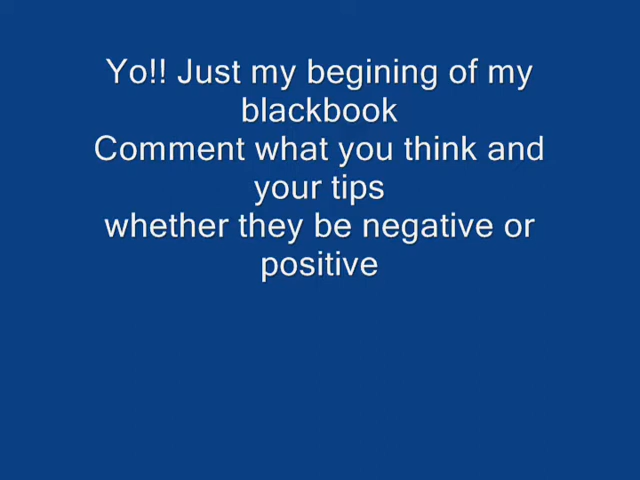 Yo!! Just my begining of my
blackbook
Comment what you think and
your tips
whether they be negative or
positive